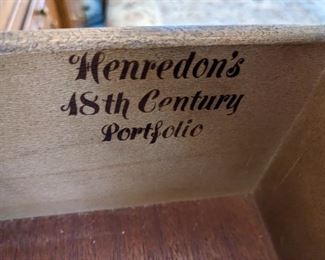 Henredon's
18th Century
Portfolio